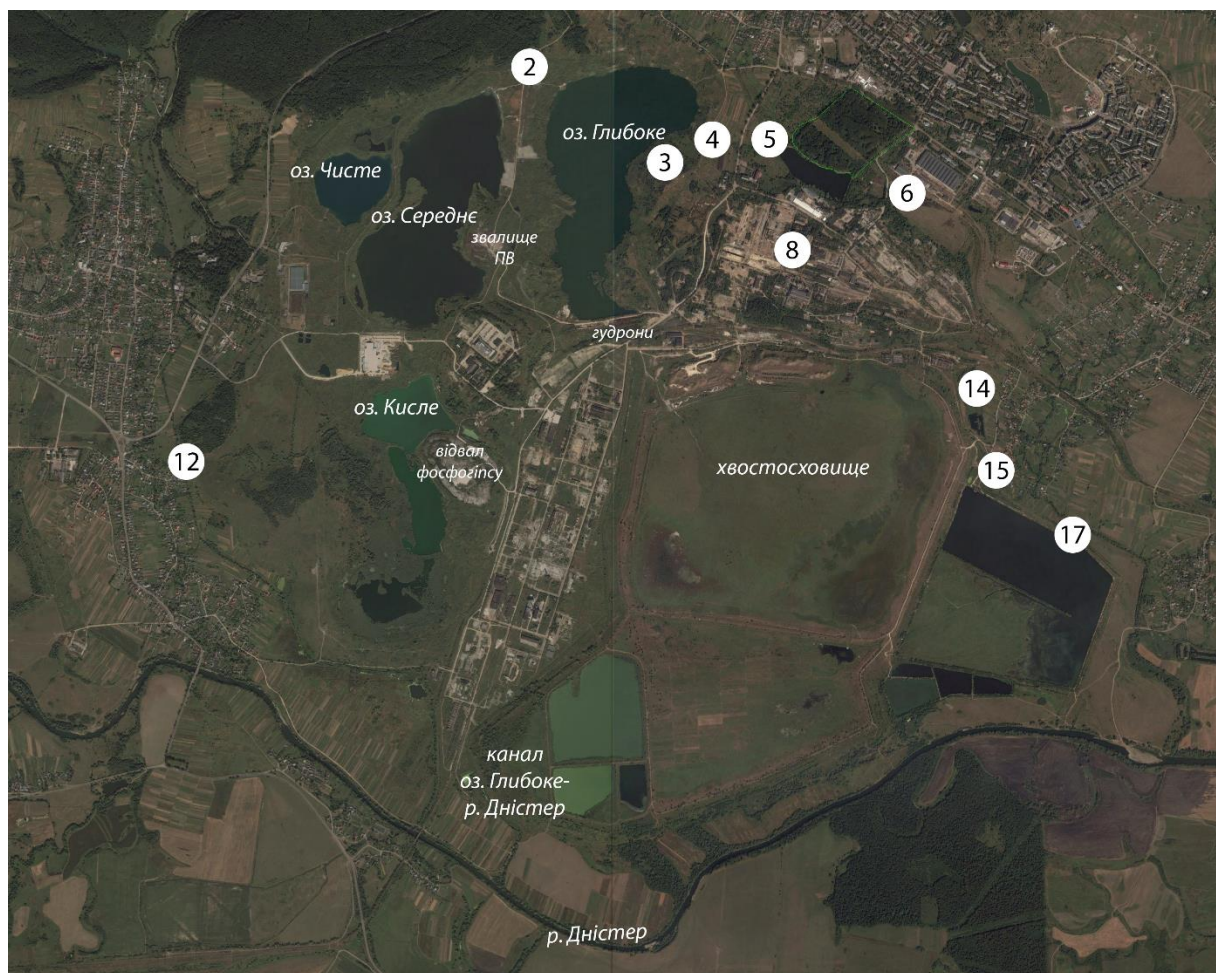 2
оз. Глибоке
4
5
3
оз. Чисте
6
оз. Середнє
звалище
ПВ
8
гудрони
14
оз. Кисле
відвал
фосфогіпсу
12
хвостосховище
15
17
канал
оз. Глибоке-
р. Дністер
р. Дністер